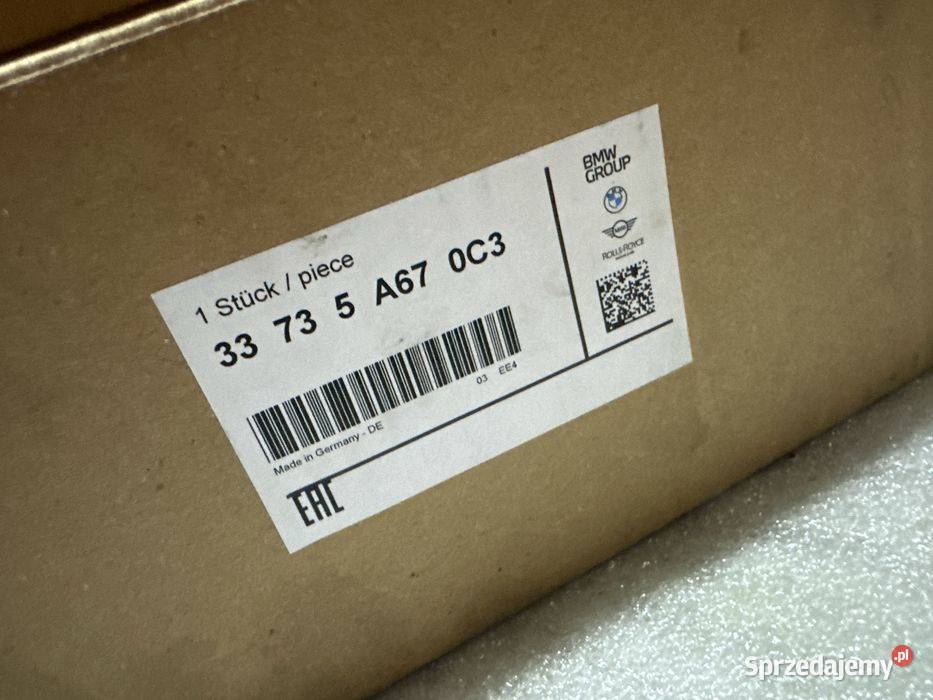 1 Stück / piece
33 73 5 A67 0C3
03 EE4
Made in Germany - DE
EAC
BMW
GROUP
MINI
ROLLS-ROYCE
Sprzedajemy.pl